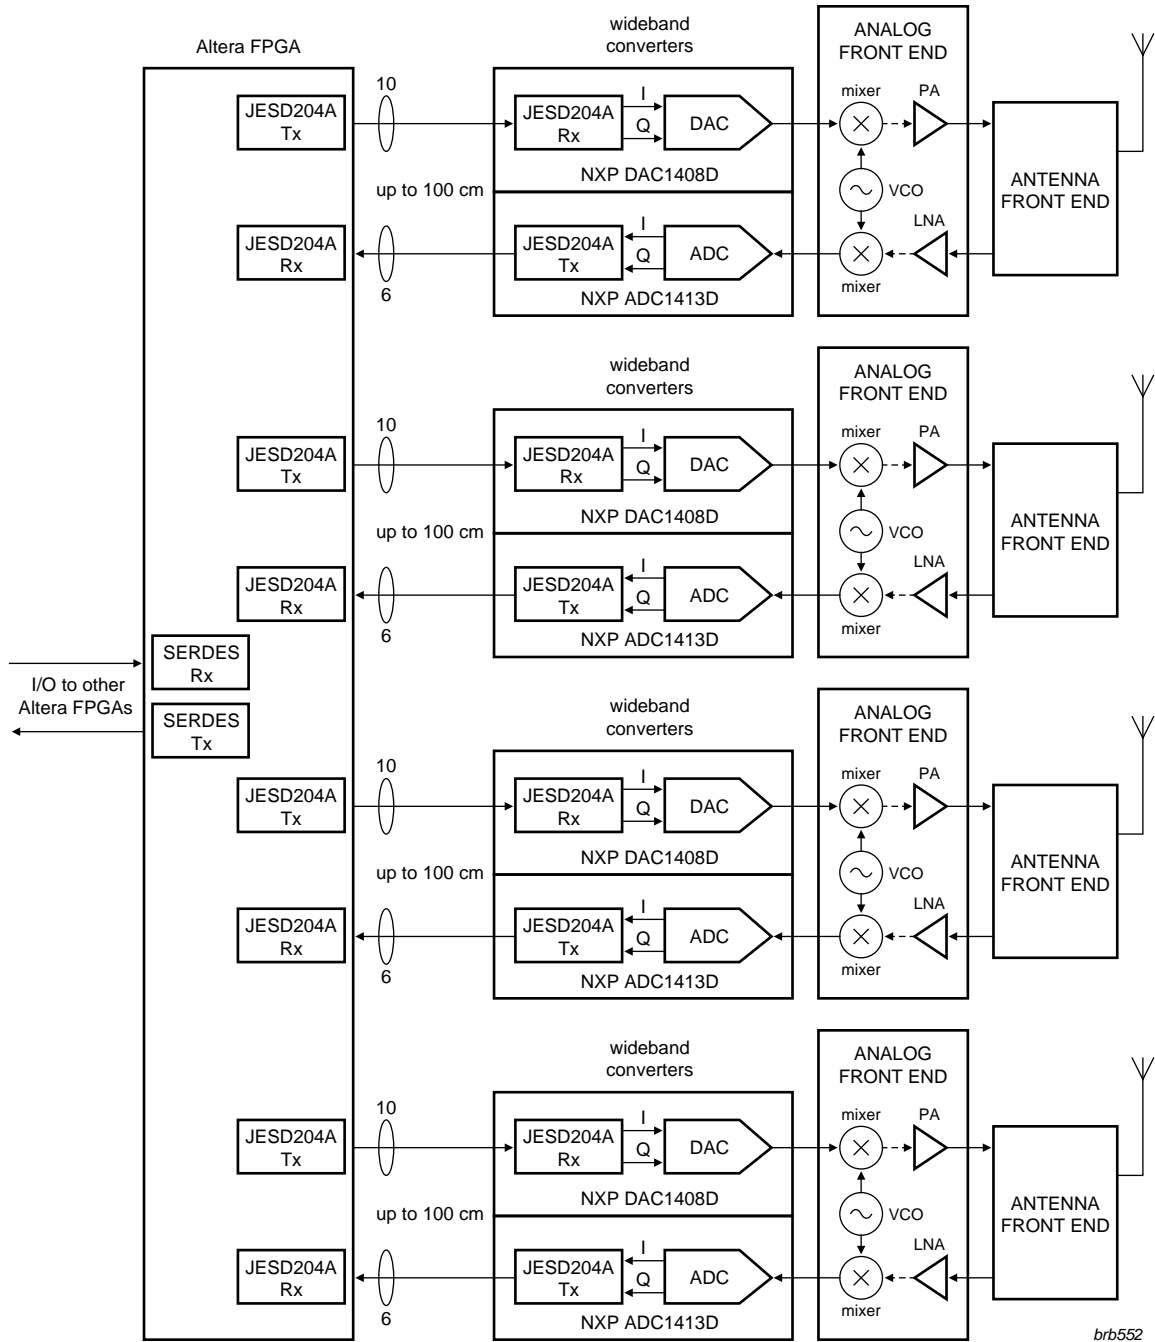 Altera FPGA
wideband
converters
ANALOG
FRONT END
10
JESD204A
Tx
JESD204A
Rx
I
Q
DAC
mixer
PA
NXP DAC1408D
up to 100 cm
VCO
ANTENNA
FRONT END
JESD204A
Rx
6
JESD204A
Tx
I
Q
ADC
LNA
mixer
NXP ADC1413D
wideband
converters
ANALOG
FRONT END
10
JESD204A
Tx
JESD204A
Rx
I
Q
DAC
mixer
PA
NXP DAC1408D
up to 100 cm
VCO
ANTENNA
FRONT END
JESD204A
Rx
6
JESD204A
Tx
I
Q
ADC
LNA
mixer
NXP ADC1413D
SERDES
Rx
I/O to other
Altera FPGAs
SERDES
Tx
wideband
converters
ANALOG
FRONT END
10
JESD204A
Tx
JESD204A
Rx
I
Q
DAC
mixer
PA
NXP DAC1408D
up to 100 cm
VCO
ANTENNA
FRONT END
JESD204A
Rx
6
JESD204A
Tx
I
Q
ADC
LNA
mixer
NXP ADC1413D
wideband
converters
ANALOG
FRONT END
10
JESD204A
Tx
JESD204A
Rx
I
Q
DAC
mixer
PA
NXP DAC1408D
up to 100 cm
VCO
ANTENNA
FRONT END
JESD204A
Rx
6
JESD204A
Tx
I
Q
ADC
LNA
mixer
NXP ADC1413D
brb552